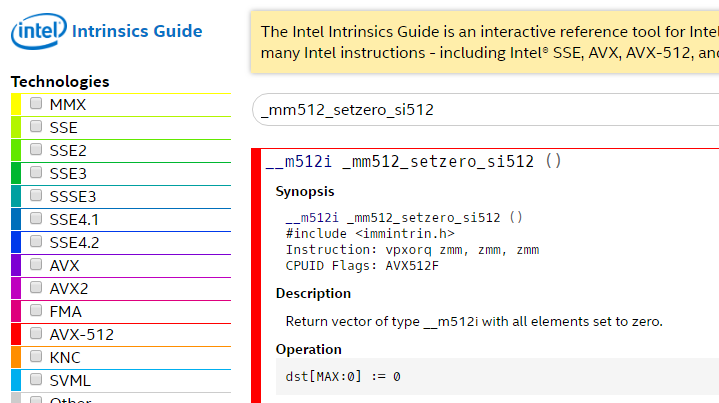 intel Intrinsics Guide
The Intel Intrinsics Guide is an interactive reference tool for Intel
many Intel instructions - including Intel® SSE, AVX, AVX-512, and
Technologies
MMX
SSE
SSE2
SSE3
SSSE3
SSE4.1
SSE4.2
AVX
AVX2
FMA
AVX-512
KNC
SVML
Other
_mm512_setzero_si512
__m512i _mm512_setzero_si512 ()
Synopsis
__m512i _mm512_setzero_si512 ()
#include <immintrin.h>
Instruction: vpxorq zmm, zmm, zmm
CPUID Flags: AVX512F
Description
Return vector of type __m512i with all elements set to zero.
Operation
dst[MAX:0] := 0